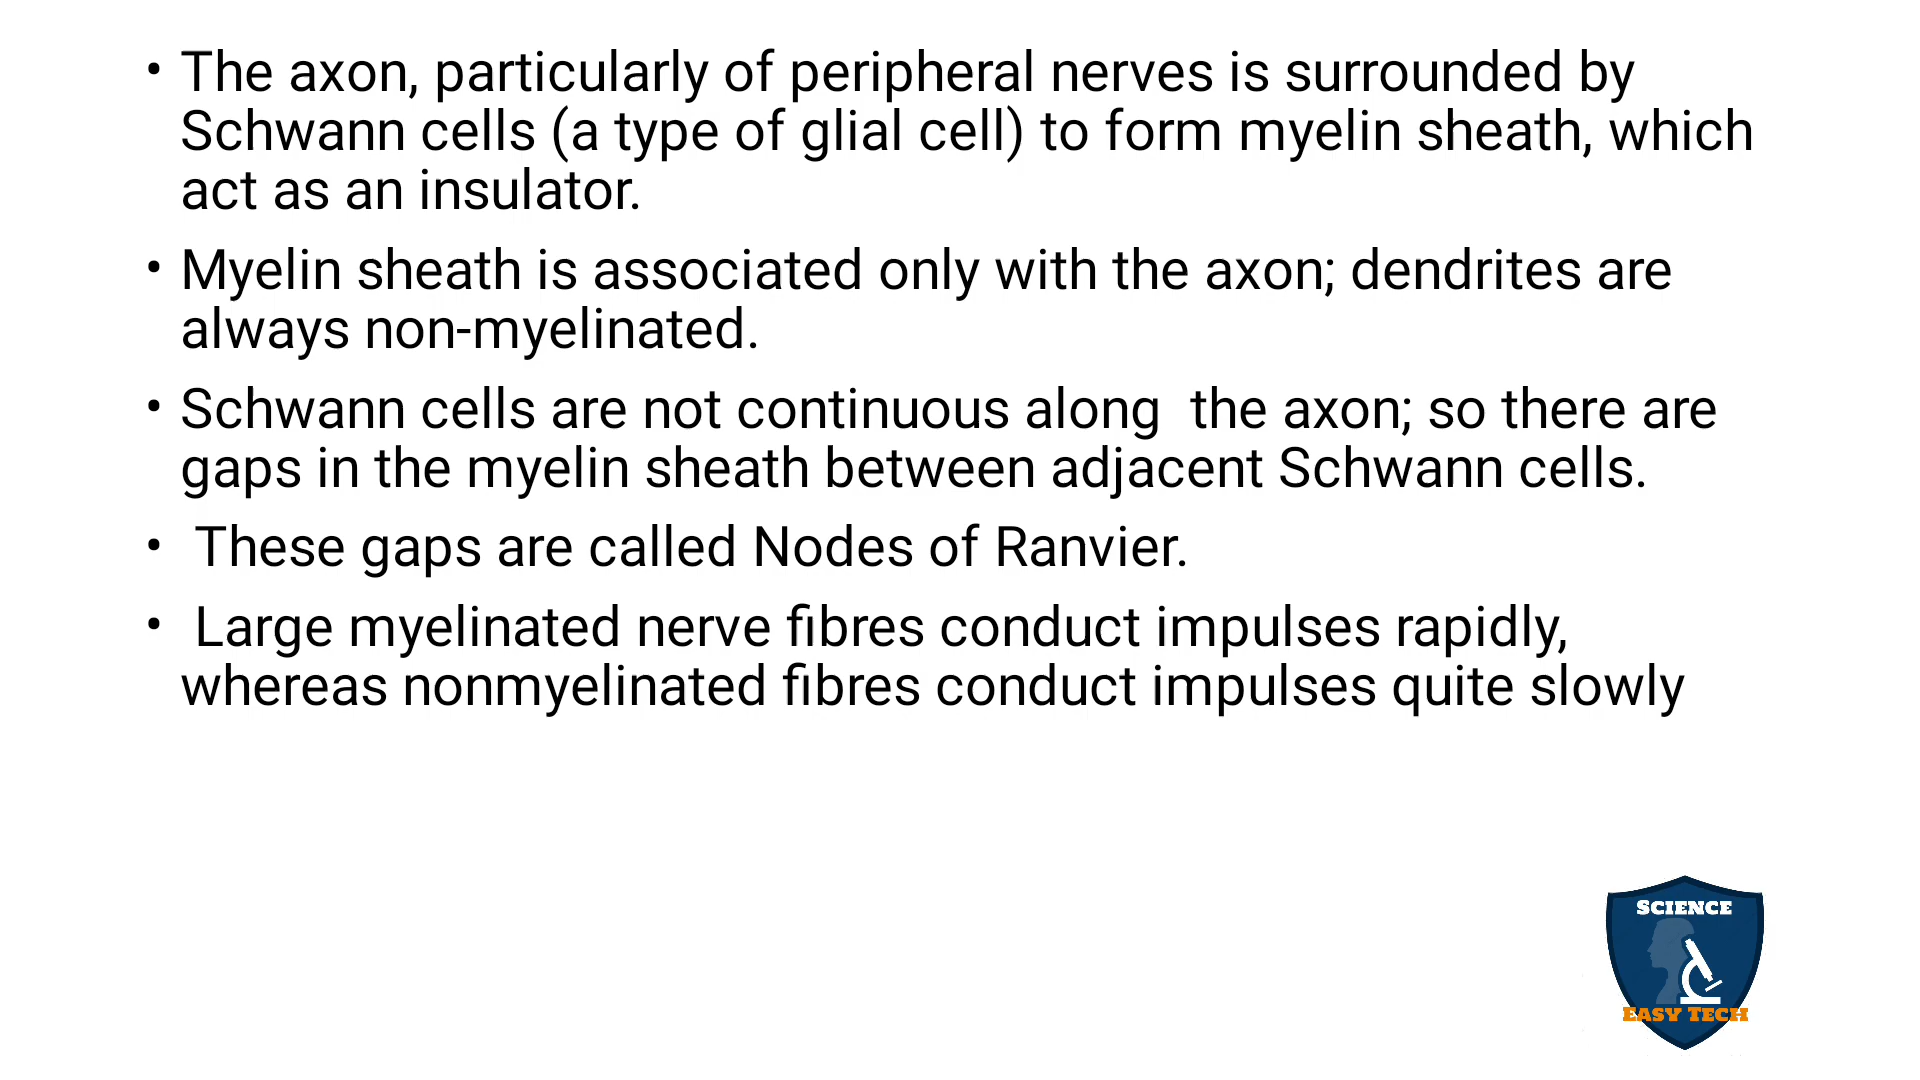 • The axon, particularly of peripheral nerves is surrounded by
Schwann cells (a type of glial cell) to form myelin sheath, which
act as an insulator.
• Myelin sheath is associated only with the axon; dendrites are
always non-myelinated.
• Schwann cells are not continuous along  the axon; so there are
gaps in the myelin sheath between adjacent Schwann cells.
•  These gaps are called Nodes of Ranvier.
•  Large myelinated nerve fibres conduct impulses rapidly,
whereas nonmyelinated fibres conduct impulses quite slowly
SCIENCE
EASY TECH